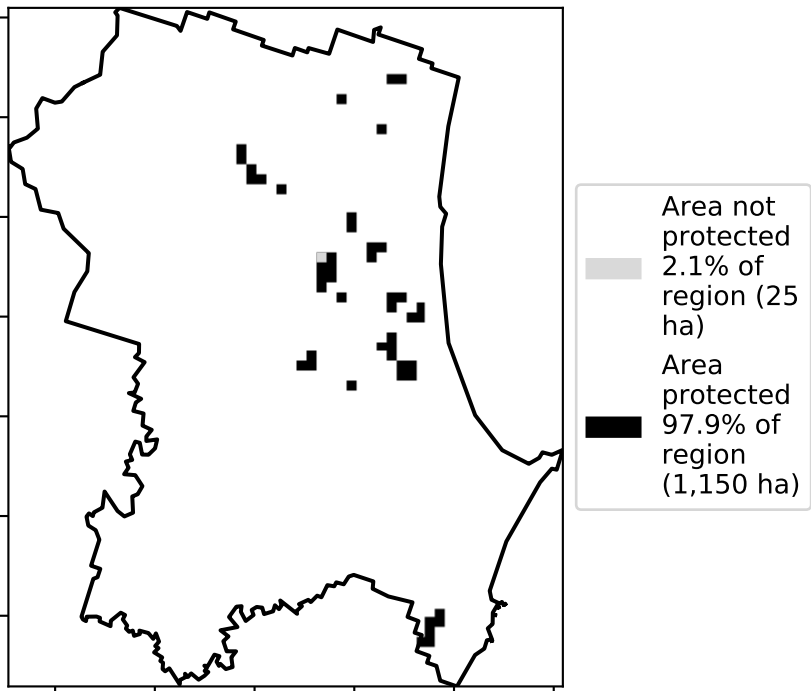 Area not
protected
2.1% of
region (25
ha)
Area
protected
97.9% of
region
(1,150 ha)